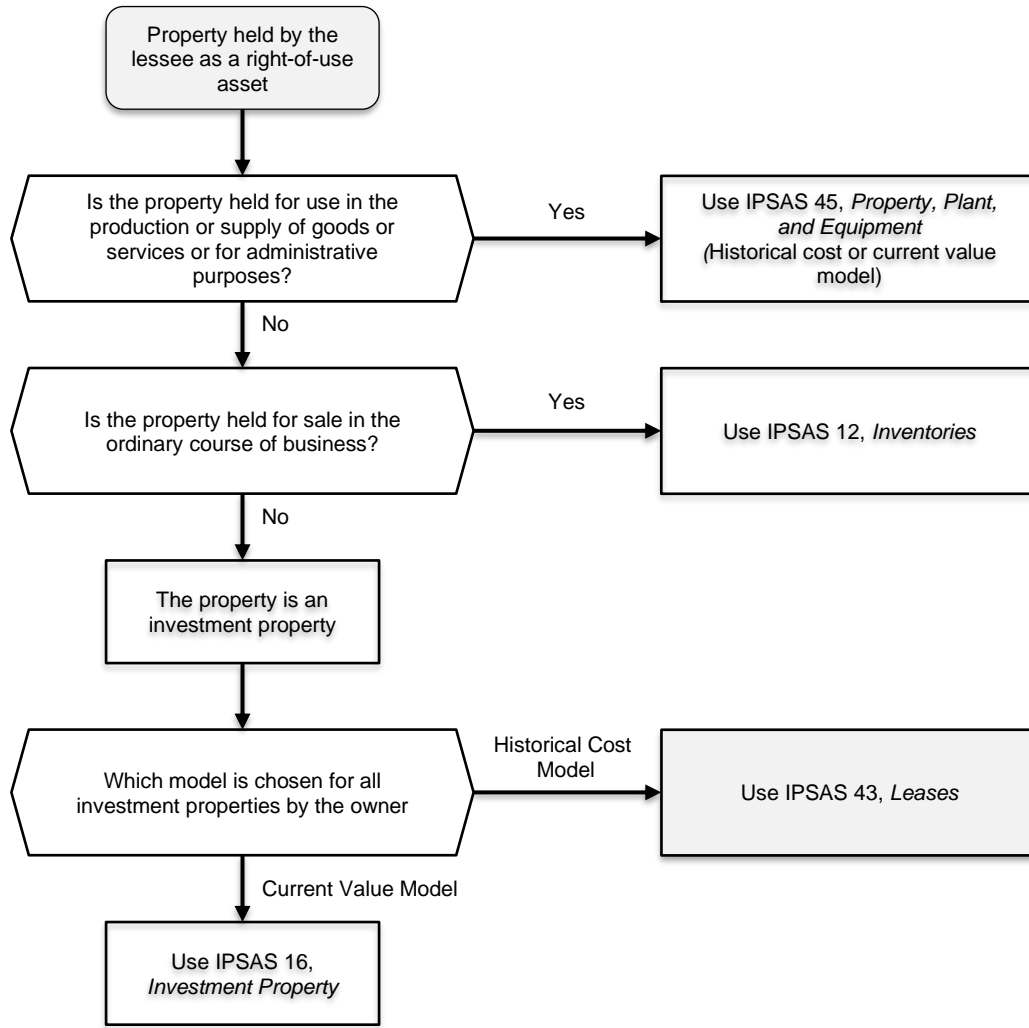 Property held by the
lessee as a right-of-use
asset
Is the property held for use in the
production or supply of goods or
services or for administrative
purposes?
Yes
Use IPSAS 45, Property, Plant,
and Equipment
(Historical cost or current value
model)
No
Is the property held for sale in the
ordinary course of business?
Yes
Use IPSAS 12, Inventories
No
The property is an
investment property
Which model is chosen for all
investment properties by the owner
Historical Cost
Model
Use IPSAS 43, Leases
Current Value Model
Use IPSAS 16,
Investment Property